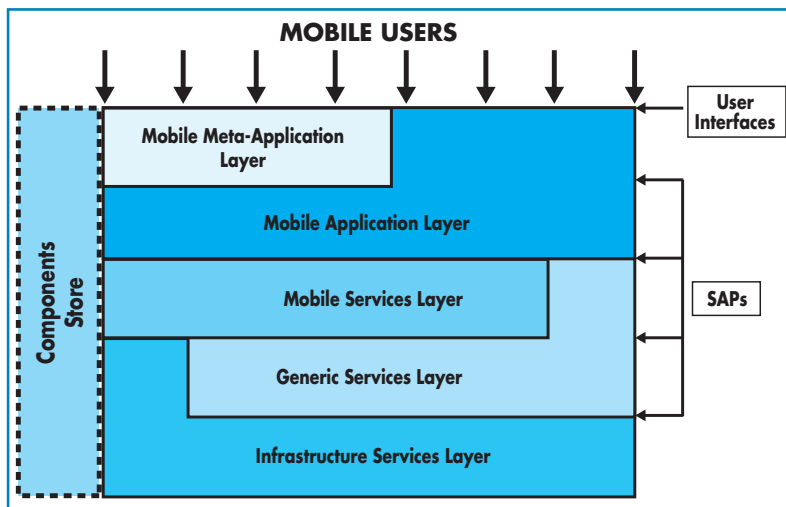 MOBILE USERS
User
Interfaces
Mobile Meta-Application
Layer
Mobile Application Layer
Components
Store
Mobile Services Layer
SAPs
Generic Services Layer
Infrastructure Services Layer